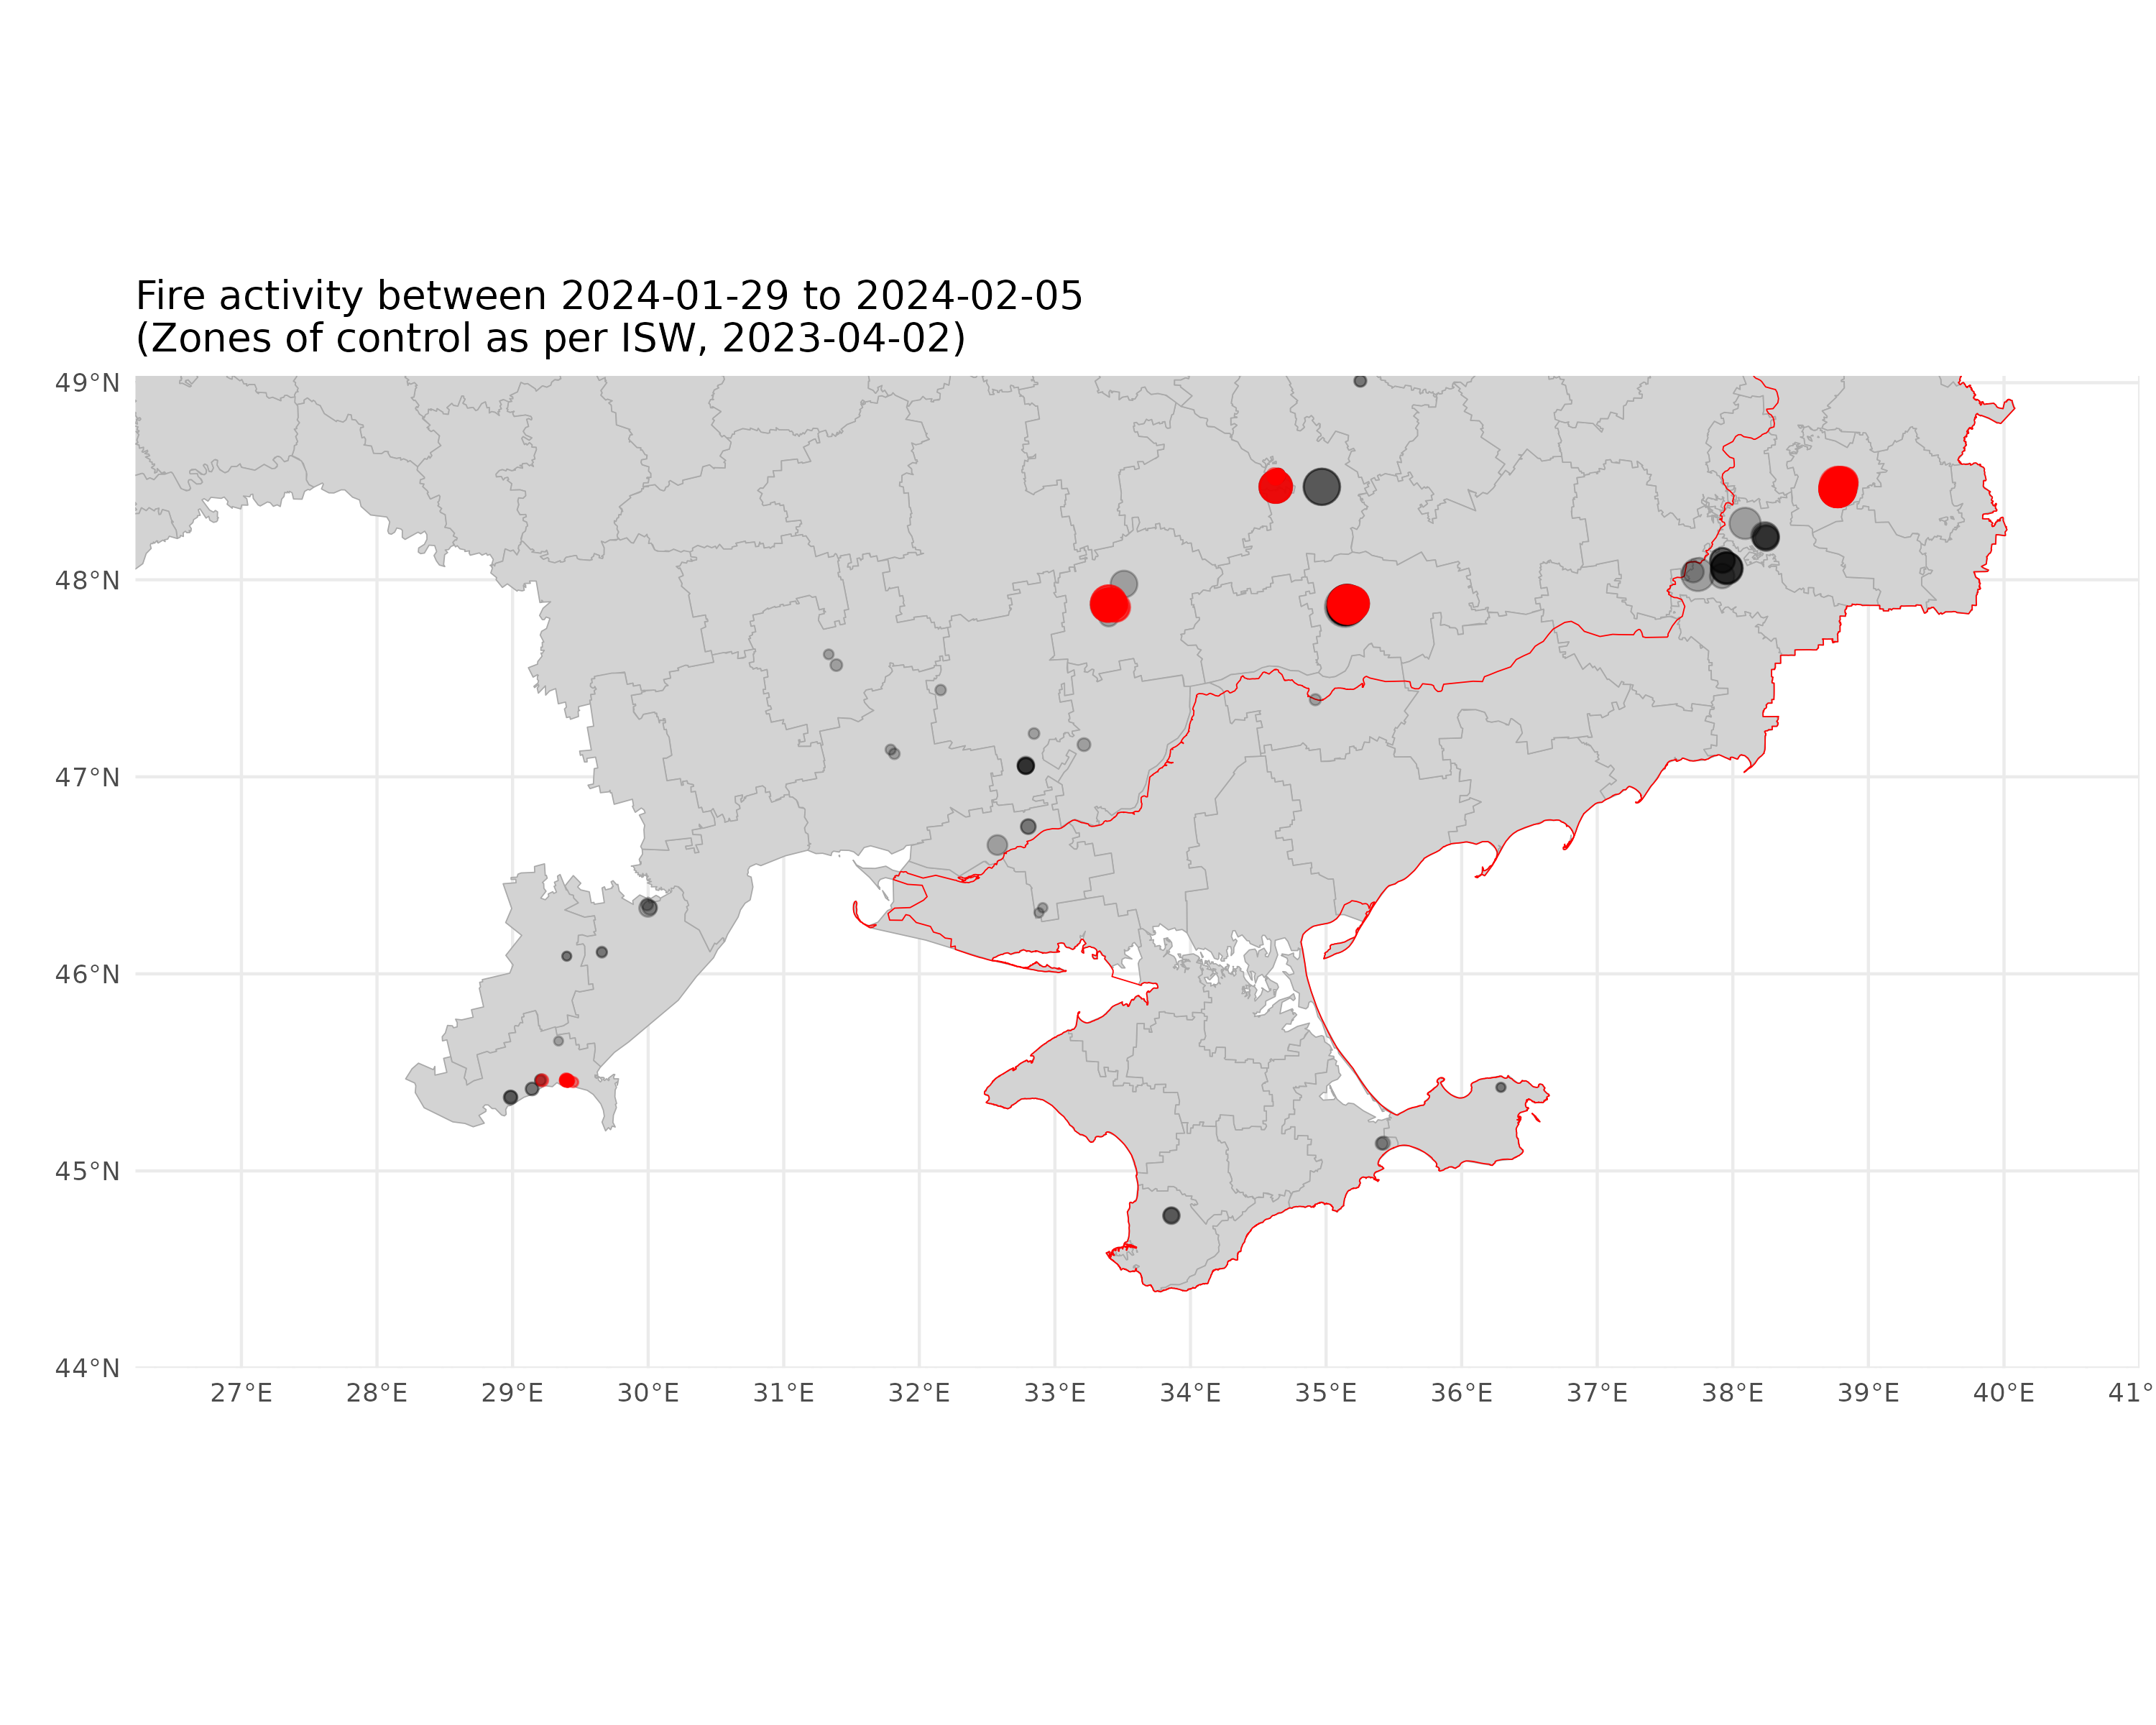 Fire activity between 2024-01-29 to 2024-02-05
(Zones of control as per ISW, 2023-04-02)
49°N
48°N
47°N
46°N
45°N
44°N
27°E 28°E 29°E 30°E 31°E 32°E 33°E 34°E 35°E 36°E 37°E 38°E 39°E 40°E 41°